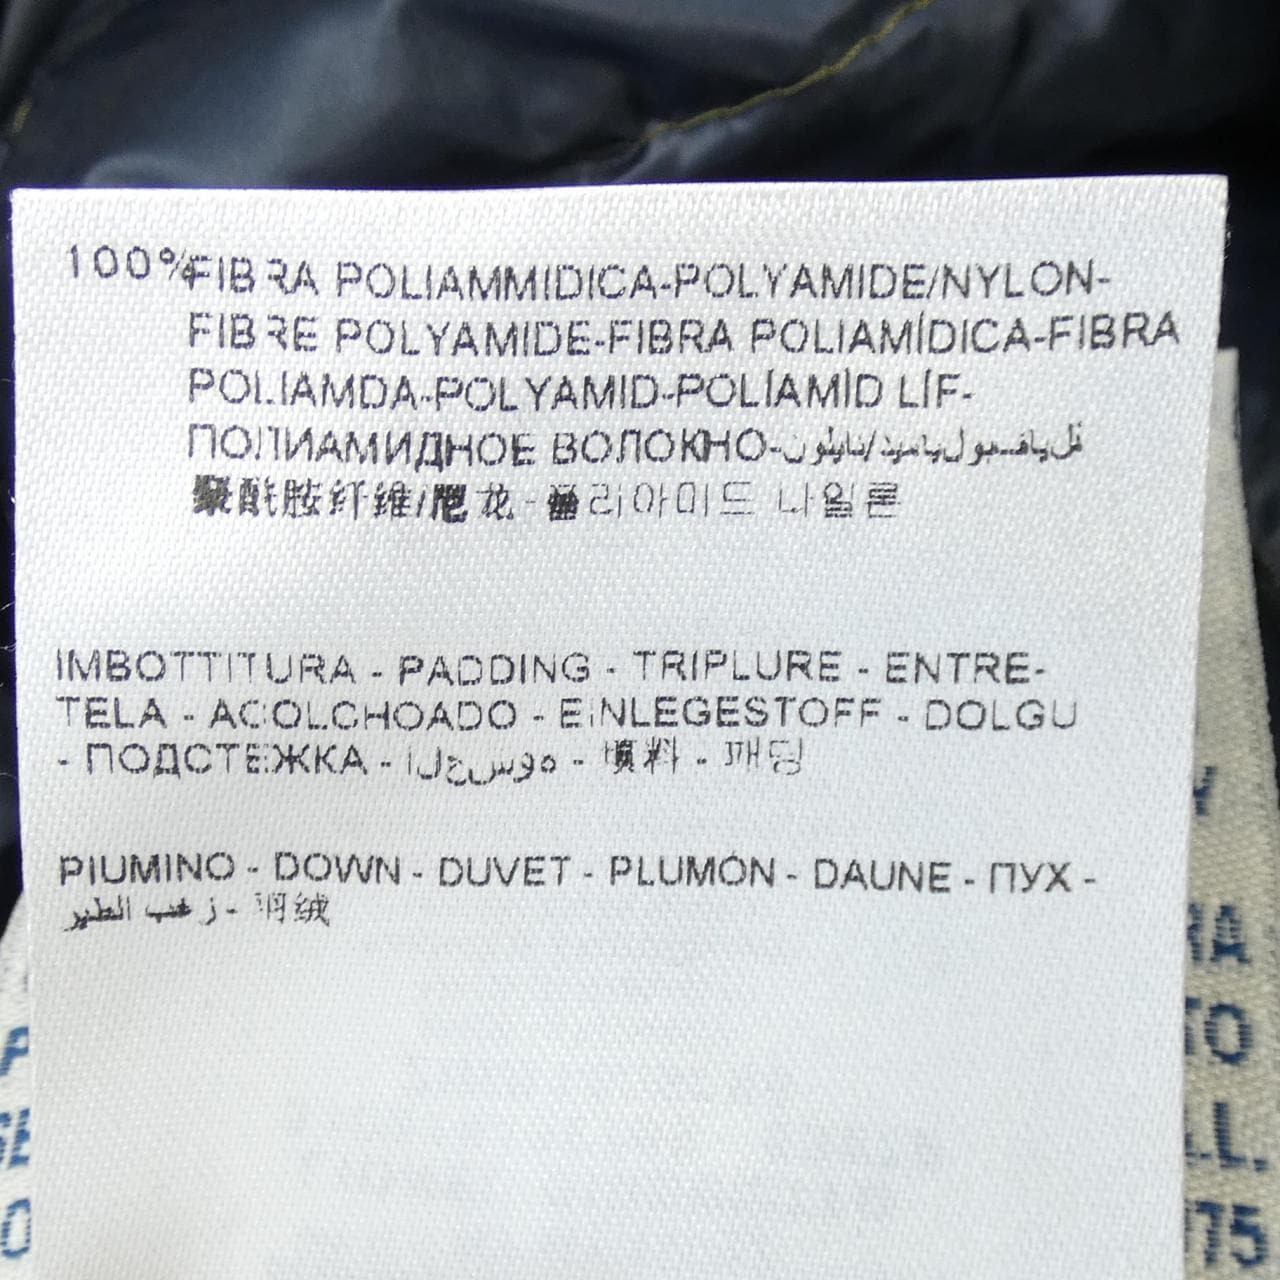 100% FIBRA POLIAMMIDICA-POLYAMIDE/NYLON-
FIBRE POLYAMIDE-FIBRA POLIAMÍDICA-FIBRA
POLIAMDA-POLYAMID-POLİAMİD LİF-
ПОЛИАМИДНОЕ ВОЛОКНО-
聚酰胺纤维/尼龙 - 폴리아미드 나일론
IMBOTTITURA - PADDING - TRIPLURE - ENTRE-
TELA - ACOLCHOADO - EINLEGESTOFF - DOLGU
- ПОДСТЕЖКА - الحسوه - 填料 - 패딩
PIUMINO - DOWN - DUVET - PLUMÓN - DAUNE - ПУХ -
زغب الطير - 羽绒